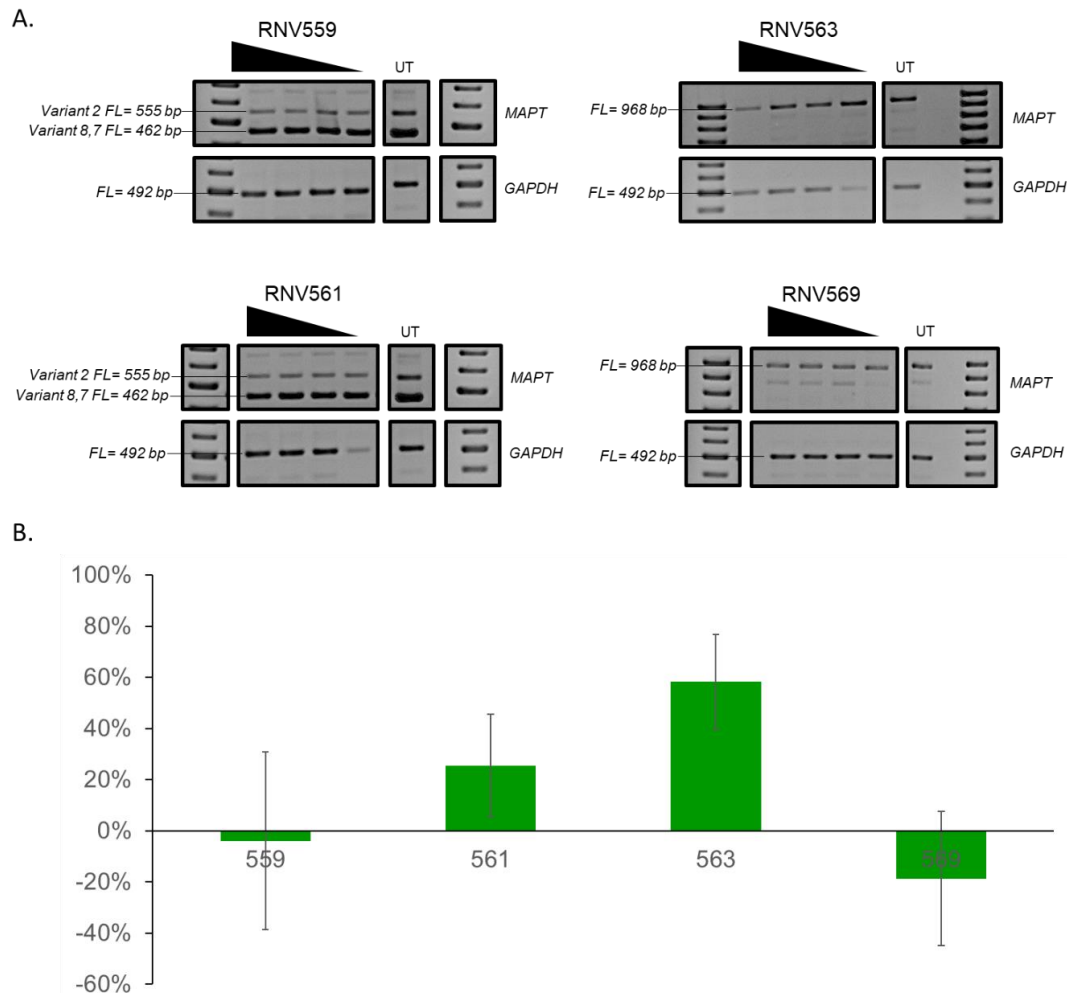 A.
RNV559
UT
Variant 2 FL= 555 bp
Variant 8,7 FL= 462 bp
MAPT
FL= 492 bp
GAPDH
RNV563
UT
FL= 968 bp
MAPT
FL= 492 bp
GAPDH
RNV561
UT
Variant 2 FL= 555 bp
Variant 8,7 FL= 462 bp
MAPT
FL= 492 bp
GAPDH
RNV569
UT
FL= 968 bp
MAPT
FL= 492 bp
GAPDH
B.
100%
80%
60%
40%
20%
0%
-20%
-40%
-60%
559
561
563
569